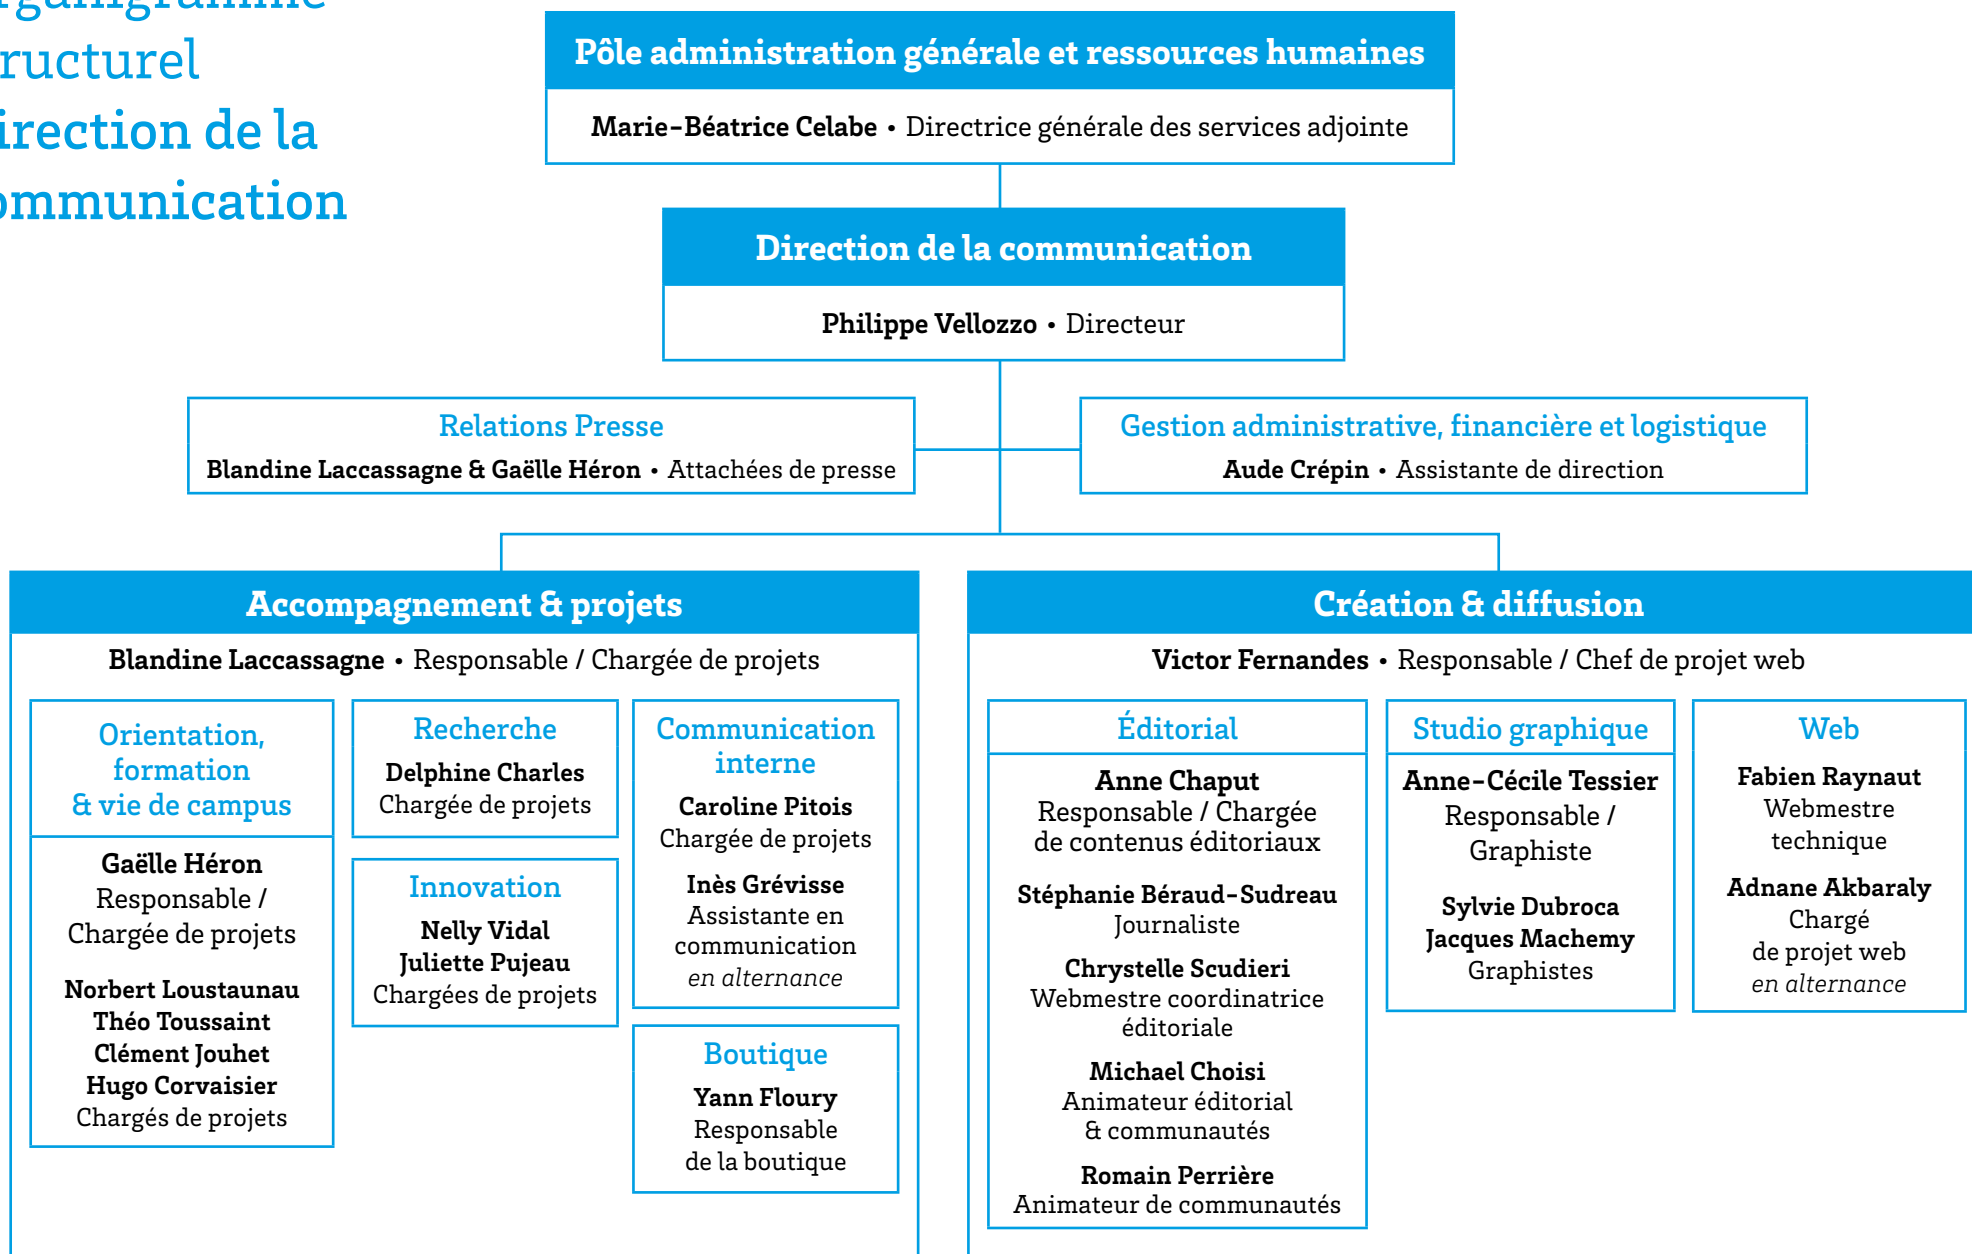 rganigramme
ructurel
irection de la
ommunication
Pôle administration générale et ressources humaines
Marie-Béatrice Celabe • Directrice générale des services adjointe
Direction de la communication
Philippe Vellozzo • Directeur
Relations Presse
Blandine Laccassagne & Gaëlle Héron • Attachées de presse
Gestion administrative, financière et logistique
Aude Crépin • Assistante de direction
Accompagnement & projets
Blandine Laccassagne • Responsable / Chargée de projets
Orientation,
formation
& vie de campus
Gaëlle Héron
Responsable /
Chargée de projets
Norbert Loustaunau
Théo Toussaint
Clément Jouhet
Hugo Corvaisier
Chargés de projets
Recherche
Delphine Charles
Chargée de projets
Innovation
Nelly Vidal
Juliette Pujeau
Chargées de projets
Communication
interne
Caroline Pitois
Chargée de projets
Inès Grévisse
Assistante en
communication
en alternance
Boutique
Yann Floury
Responsable
de la boutique
Création & diffusion
Victor Fernandes • Responsable / Chef de projet web
Éditorial
Anne Chaput
Responsable / Chargée
de contenus éditoriaux
Stéphanie Béraud-Sudreau
Journaliste
Chrystelle Scudieri
Webmestre coordinatrice
éditoriale
Michael Choisi
Animateur éditorial
& communautés
Romain Perrière
Animateur de communautés
Studio graphique
Anne-Cécile Tessier
Responsable /
Graphiste
Sylvie Dubroca
Jacques Machemy
Graphistes
Web
Fabien Raynaut
Webmestre
technique
Adnane Akbaraly
Chargé
de projet web
en alternance